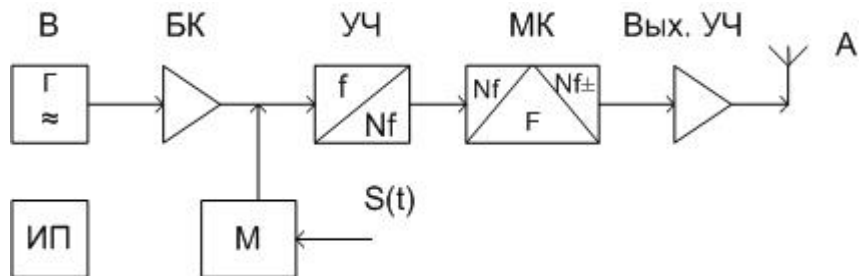 В БК УЧ МК Вых. УЧ А
Г
≈
f
Nf
Nf
Nf±
F
S(t)
ИП
М